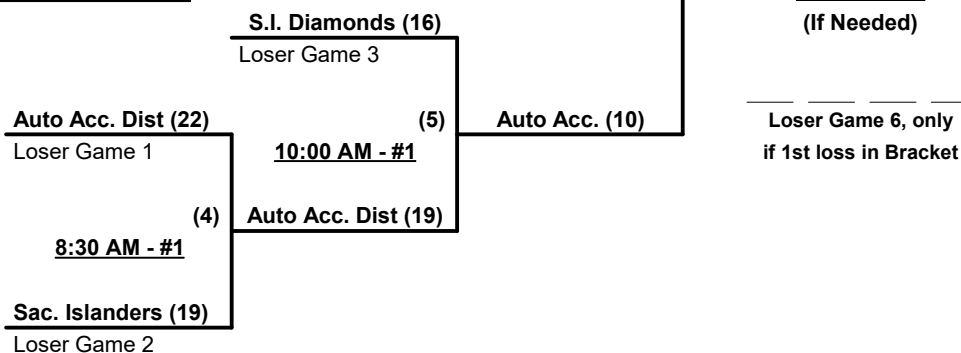 S.I. Diamonds (16)
(If Needed)
Loser Game 3
Auto Acc. Dist (22)
(5)
Auto Acc. (10)
Loser Game 6, only
Loser Game 1
10:00 AM - #1
if 1st loss in Bracket
(4)
Auto Acc. Dist (19)
8:30 AM - #1
Sac. Islanders (19)
Loser Game 2